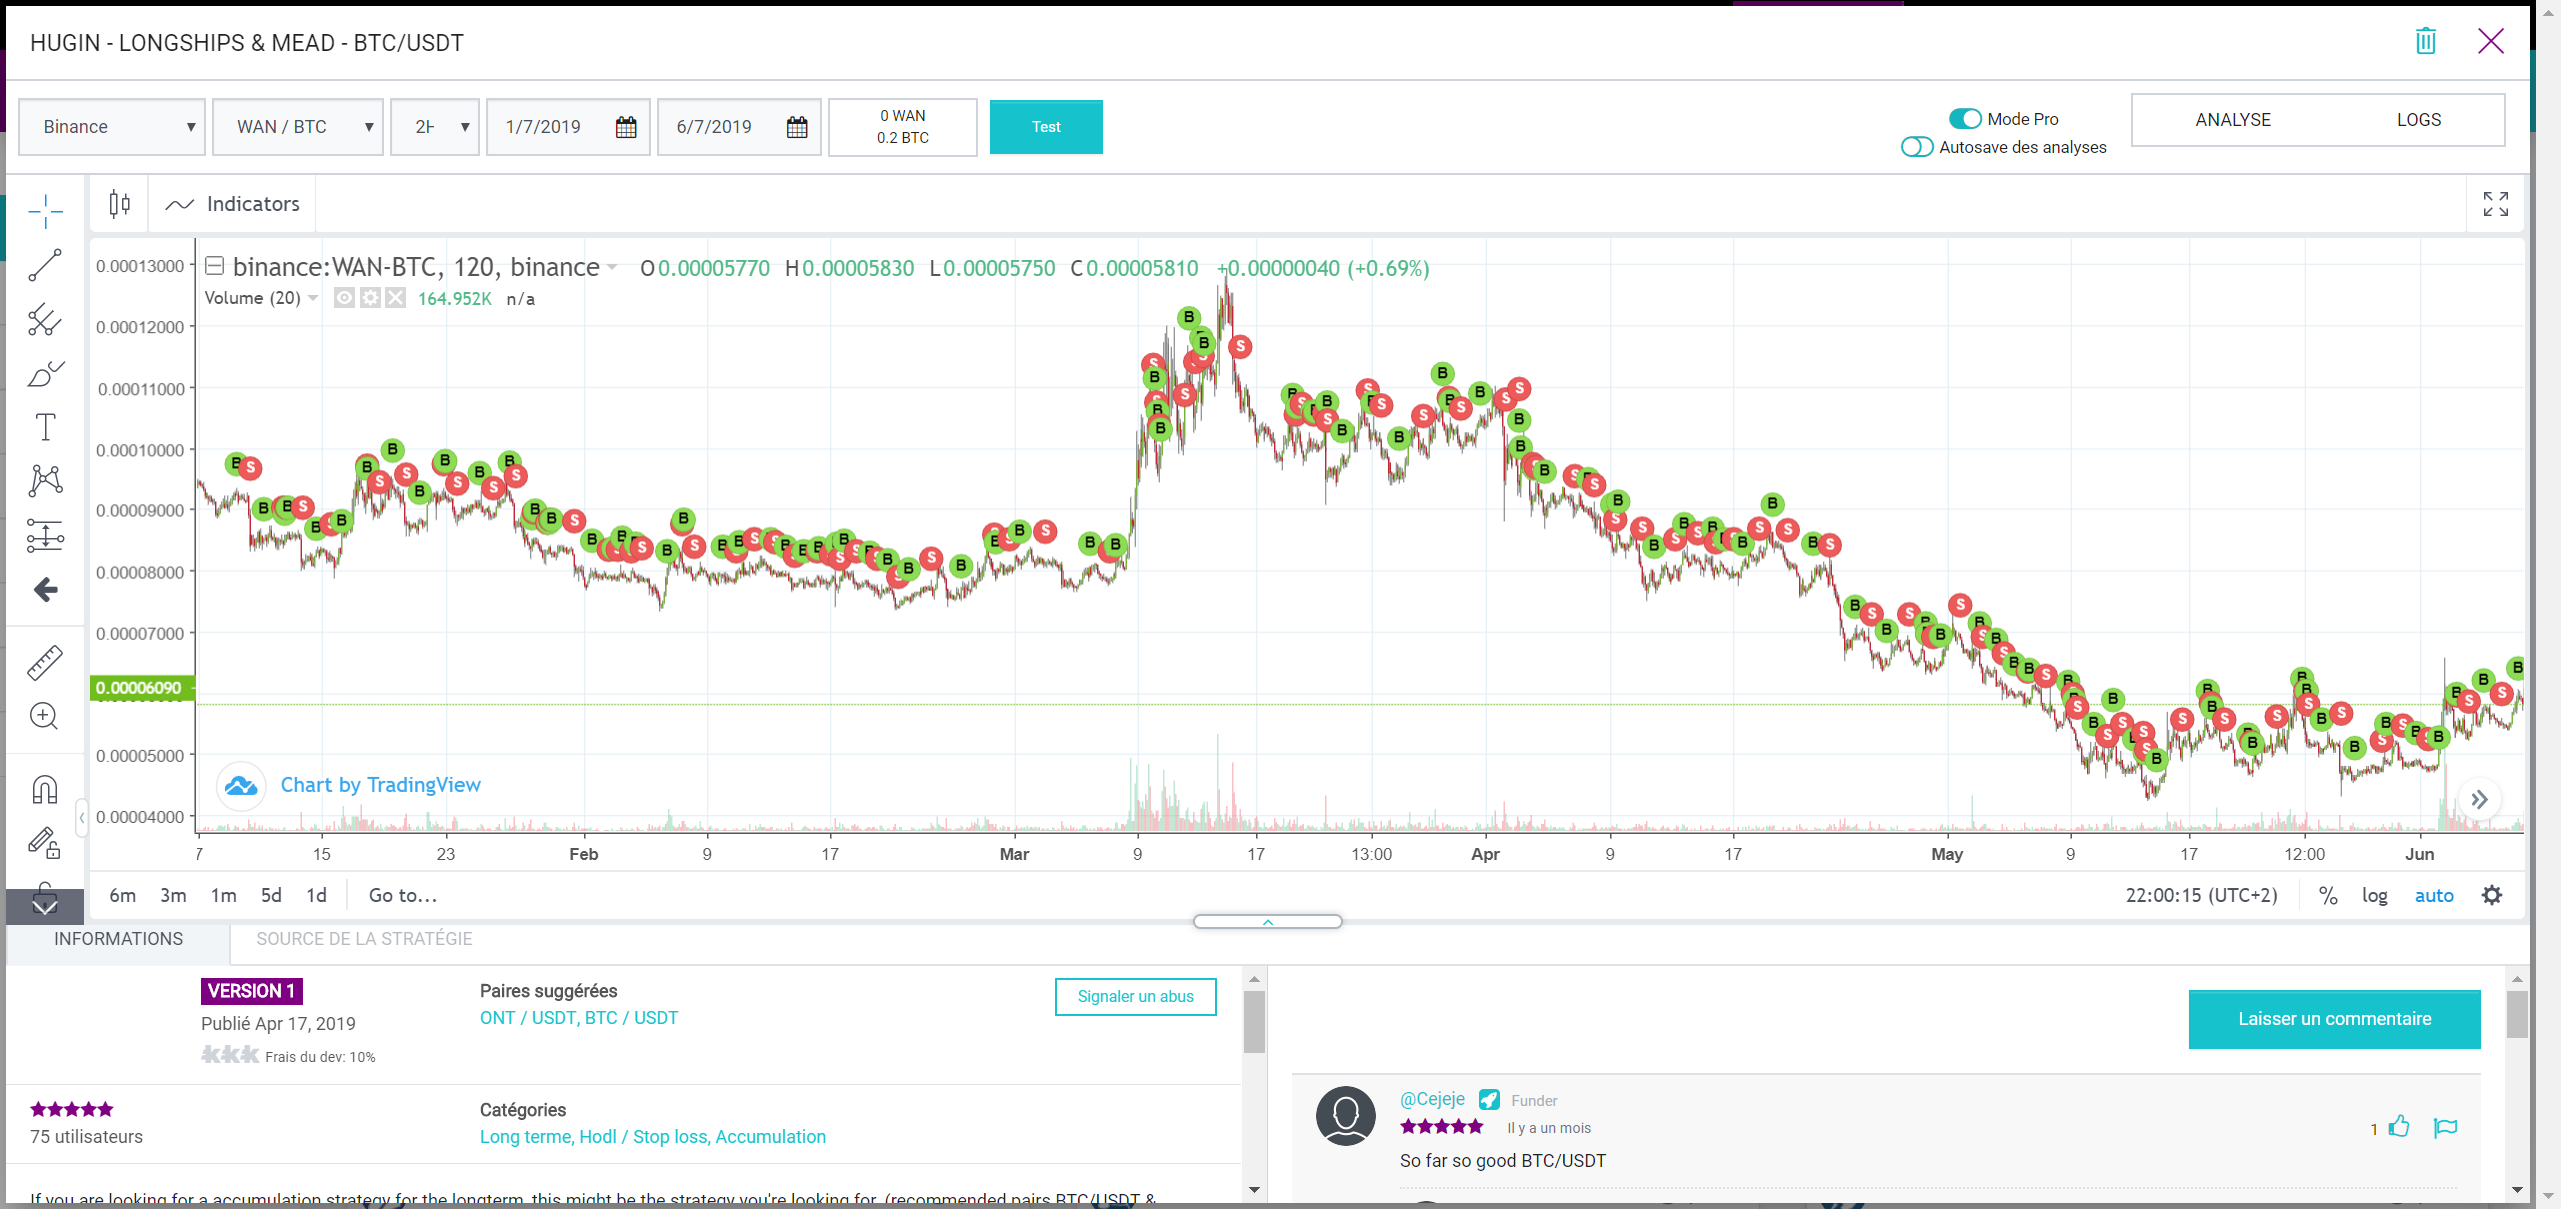 HUGIN - LONGSHIPS & MEAD - BTC/USDT
Binance ▾ WAN / BTC ▾ 2H ▾ 1/7/2019 6/7/2019
0 WAN
0.2 BTC
Test
Mode Pro
Autosave des analyses
ANALYSE LOGS
Indicators
binance:WAN-BTC, 120, binance O0.00005770 H0.00005830 L0.00005750 C0.00005810 +0.00000040 (+0.69%)
Volume (20) 164.952K n/a
0.00013000
0.00012000
0.00011000
0.00010000
0.00009000
0.00008000
0.00007000
0.00006090
0.00005000
0.00004000
Chart by TradingView
7 15 23 Feb 9 17 Mar 9 17 13:00 Apr 9 17 May 9 17 12:00 Jun
6m 3m 1m 5d 1d Go to... 22:00:15 (UTC+2) % log auto
INFORMATIONS SOURCE DE LA STRATÉGIE
VERSION 1
Publié Apr 17, 2019
Frais du dev: 10%
Paires suggérées
ONT / USDT, BTC / USDT
Signaler un abus
75 utilisateurs
Catégories
Long terme, Hodl / Stop loss, Accumulation
If you are looking for a accumulation strategy for the longterm, this might be the strategy you're looking for. (recommended pairs BTC/USDT &
Laisser un commentaire
@Cejeje Funder
Il y a un mois
1
So far so good BTC/USDT